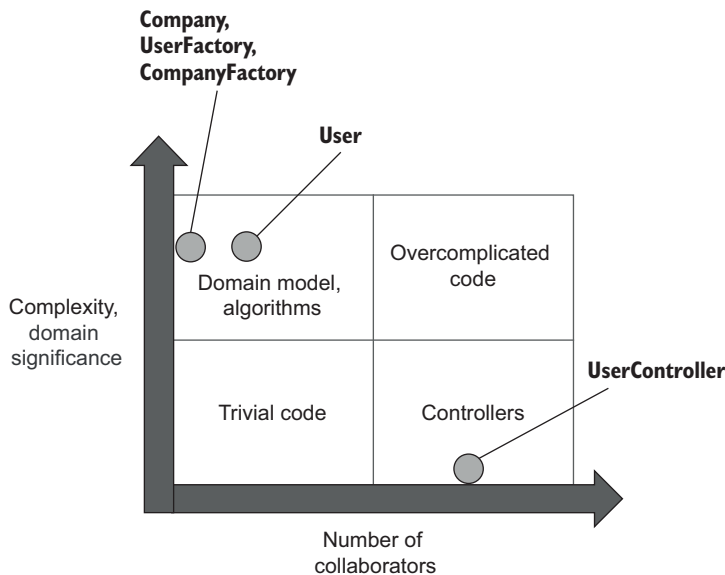 Company,
UserFactory,
CompanyFactory
User
Overcomplicated
code
Domain model,
algorithms
Complexity,
domain
significance
UserController
Trivial code
Controllers
Number of
collaborators